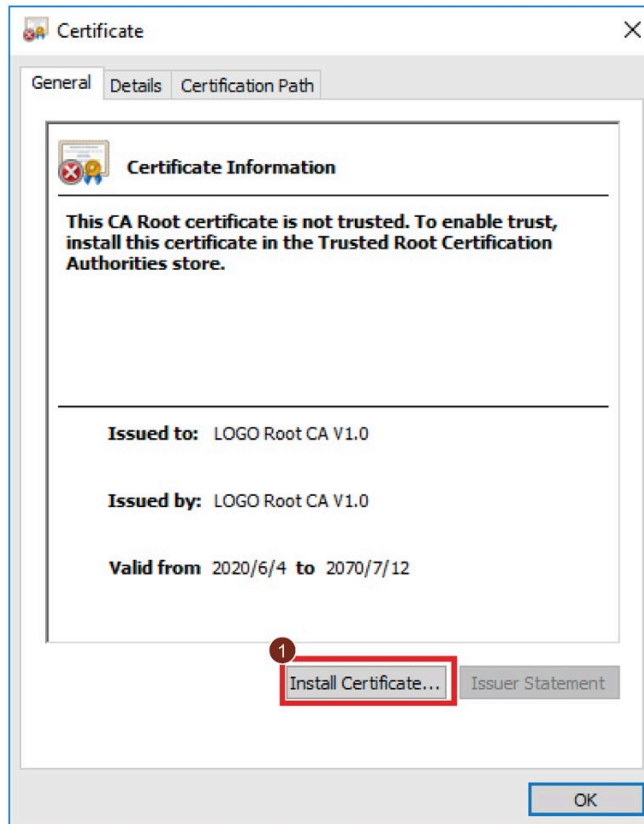 Certificate
General Details Certification Path
Certificate Information
This CA Root certificate is not trusted. To enable trust,
install this certificate in the Trusted Root Certification
Authorities store.
Issued to: LOGO Root CA V1.0
Issued by: LOGO Root CA V1.0
Valid from 2020/6/4 to 2070/7/12
1
Install Certificate... Issuer Statement
OK